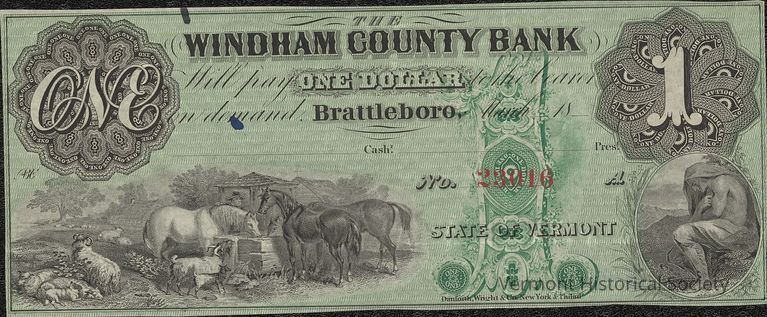 THE
WINDHAM COUNTY BANK
Will pay ONE DOLLAR to the bearer
on demand. Brattleboro, March 18
ONE
1
Cash!
Pres!
No. 23016 A
STATE OF VERMONT
Danforth, Wright & Co. New York & Philad!
Vermont Historical Society